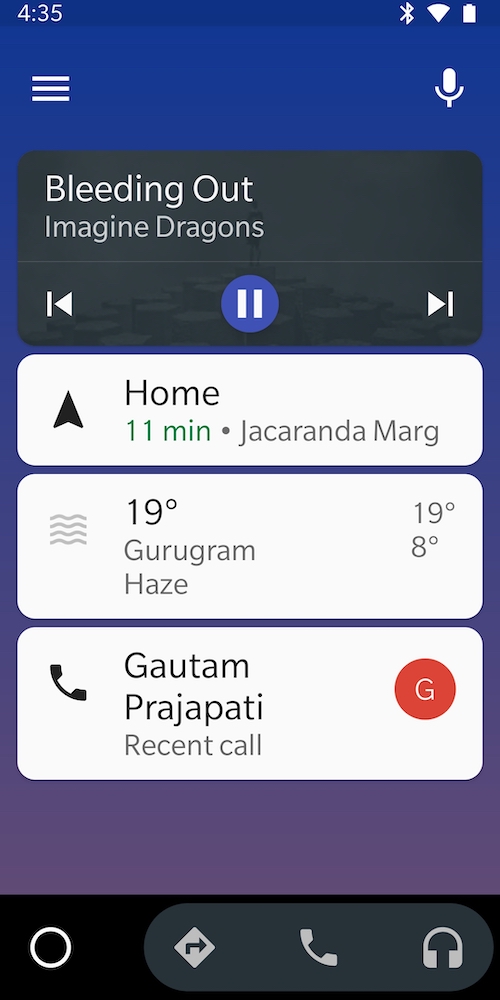 4:35
Bleeding Out
Imagine Dragons
Home
11 min • Jacaranda Marg
19° 19°
Gurugram 8°
Haze
Gautam
Prajapati
G
Recent call